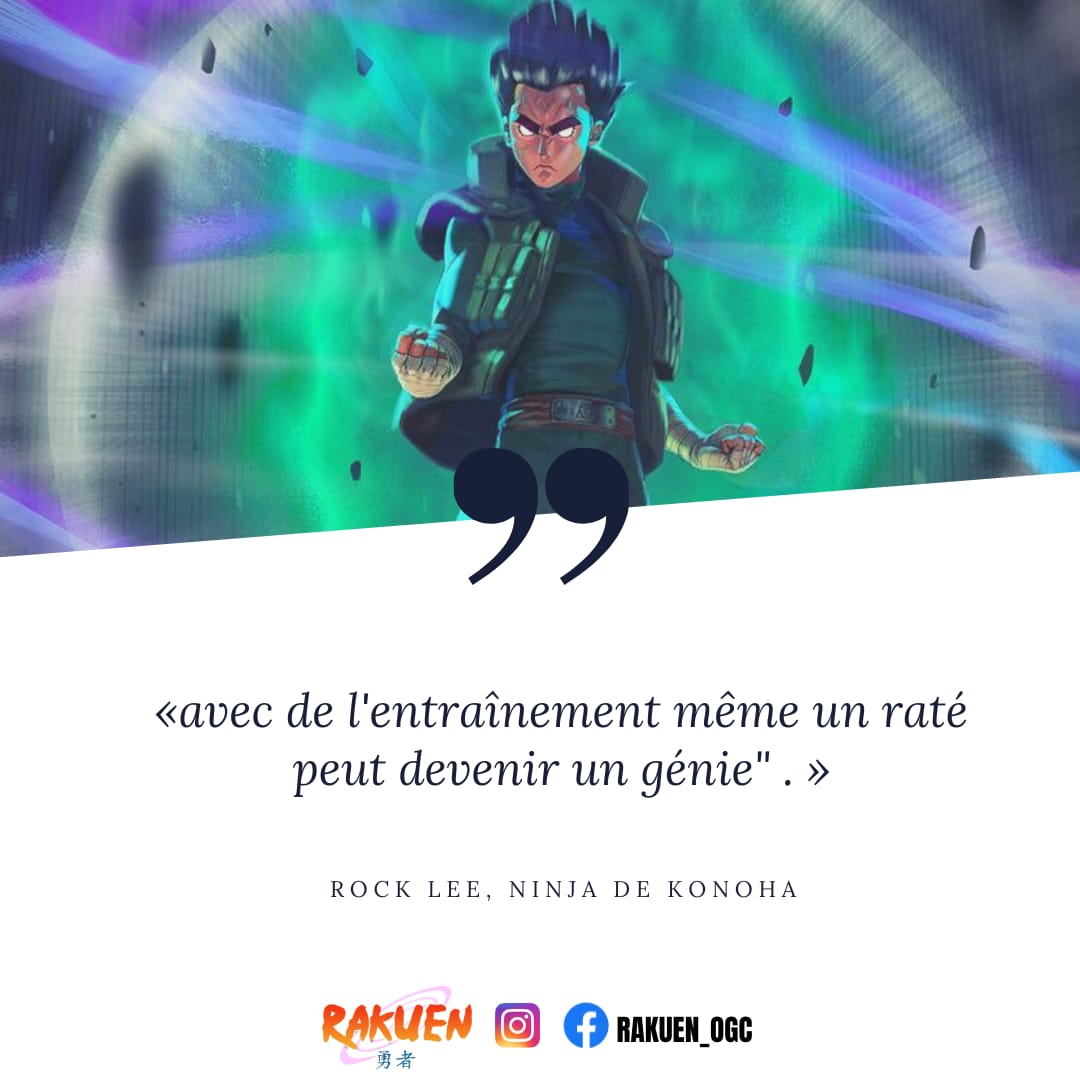 «avec de l'entraînement même un raté
peut devenir un génie" . »
ROCK LEE, NINJA DE KONOHA
RAKUEN
勇者
RAKUEN_OGC